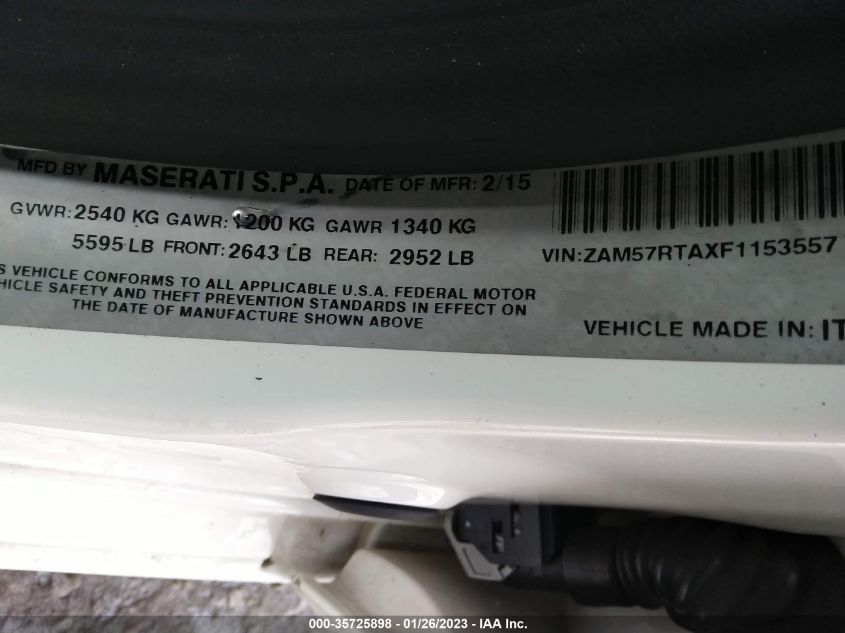 MFD BY MASERATI S.P.A. DATE OF MFR: 2/15
GVWR: 2540 KG GAWR: 1200 KG GAWR 1340 KG
5595 LB FRONT: 2643 LB REAR: 2952 LB
VIN:ZAM57RTAXF1153557
VEHICLE CONFORMS TO ALL APPLICABLE U.S.A. FEDERAL MOTOR
SAFETY AND THEFT PREVENTION STANDARDS IN EFFECT ON
THE DATE OF MANUFACTURE SHOWN ABOVE
VEHICLE MADE IN: IT
000-35725898 - 01/26/2023 - IAA Inc.